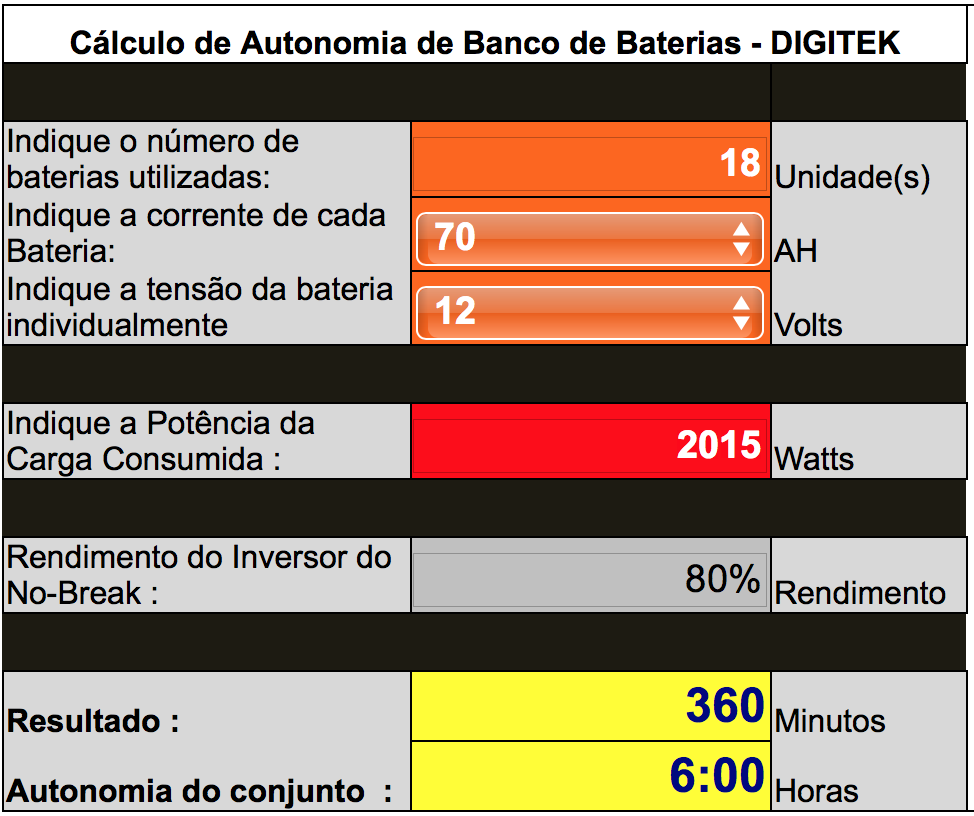 Cálculo de Autonomia de Banco de Baterias - DIGITEK
Indique o número de
baterias utilizadas:
18
Unidade(s)
Indique a corrente de cada
Bateria:
70
AH
Indique a tensão da bateria
individualmente
12
Volts
Indique a Potência da
Carga Consumida :
2015
Watts
Rendimento do Inversor do
No-Break :
80%
Rendimento
Resultado :
360
Minutos
Autonomia do conjunto :
6:00
Horas